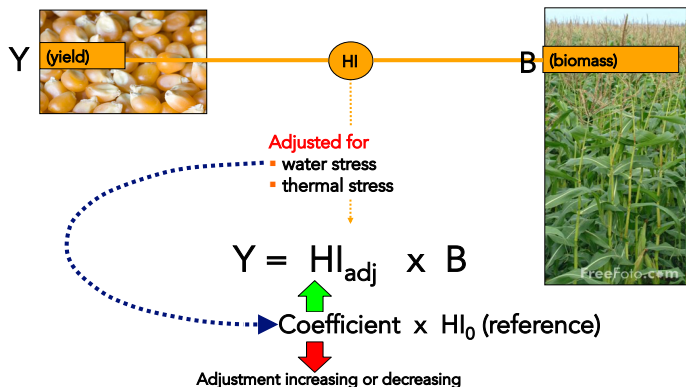 Y (yield) HI B (biomass)
Adjusted for
▪ water stress
▪ thermal stress
Y = HIadj x B
FreeFoto.com
Coefficient x HI0 (reference)
Adjustment increasing or decreasing